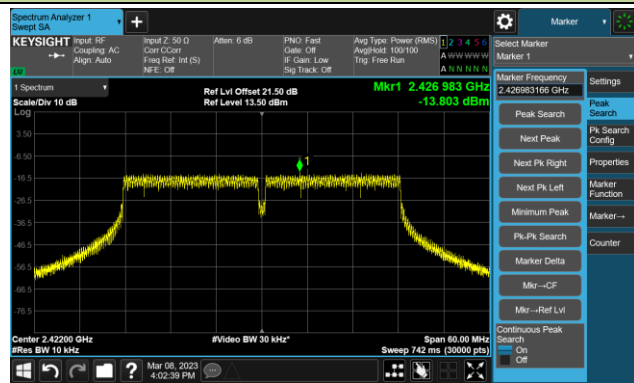 Spectrum Analyzer 1
Swept SA
Marker
KEYSIGHT
Input: RF
Coupling: AC
Align: Auto
Input Z: 50 Ω
Corr CCorr
Freq Ref: Int (S)
NFE: Off
Atten: 6 dB
PNO: Fast
Gate: Off
IF Gain: Low
Sig Track: Off
Avg Type: Power (RMS)
Avg|Hold: 100/100
Trig: Free Run
1 2 3 4 5 6
A W W W W W
A N N N N N
LXI
Select Marker
Marker 1
1 Spectrum
Scale/Div 10 dB
Log
Ref Lvl Offset 21.50 dB
Ref Level 13.50 dBm
Mkr1 2.426 983 GHz
-13.803 dBm
3.50
-6.50
-16.5
-26.5
-36.5
-46.5
-56.5
-66.5
-76.5
1
Center 2.42200 GHz
#Res BW 10 kHz
#Video BW 30 kHz*
Span 60.00 MHz
Sweep 742 ms (30000 pts)
Marker Frequency
2.426983166 GHz
Peak Search
Next Peak
Next Pk Right
Next Pk Left
Minimum Peak
Pk-Pk Search
Marker Delta
Mkr→CF
Mkr→Ref Lvl
Continuous Peak
Search
On
Off
Settings
Peak
Search
Pk Search
Config
Properties
Marker
Function
Marker→
Counter
Mar 08, 2023
4:02:39 PM